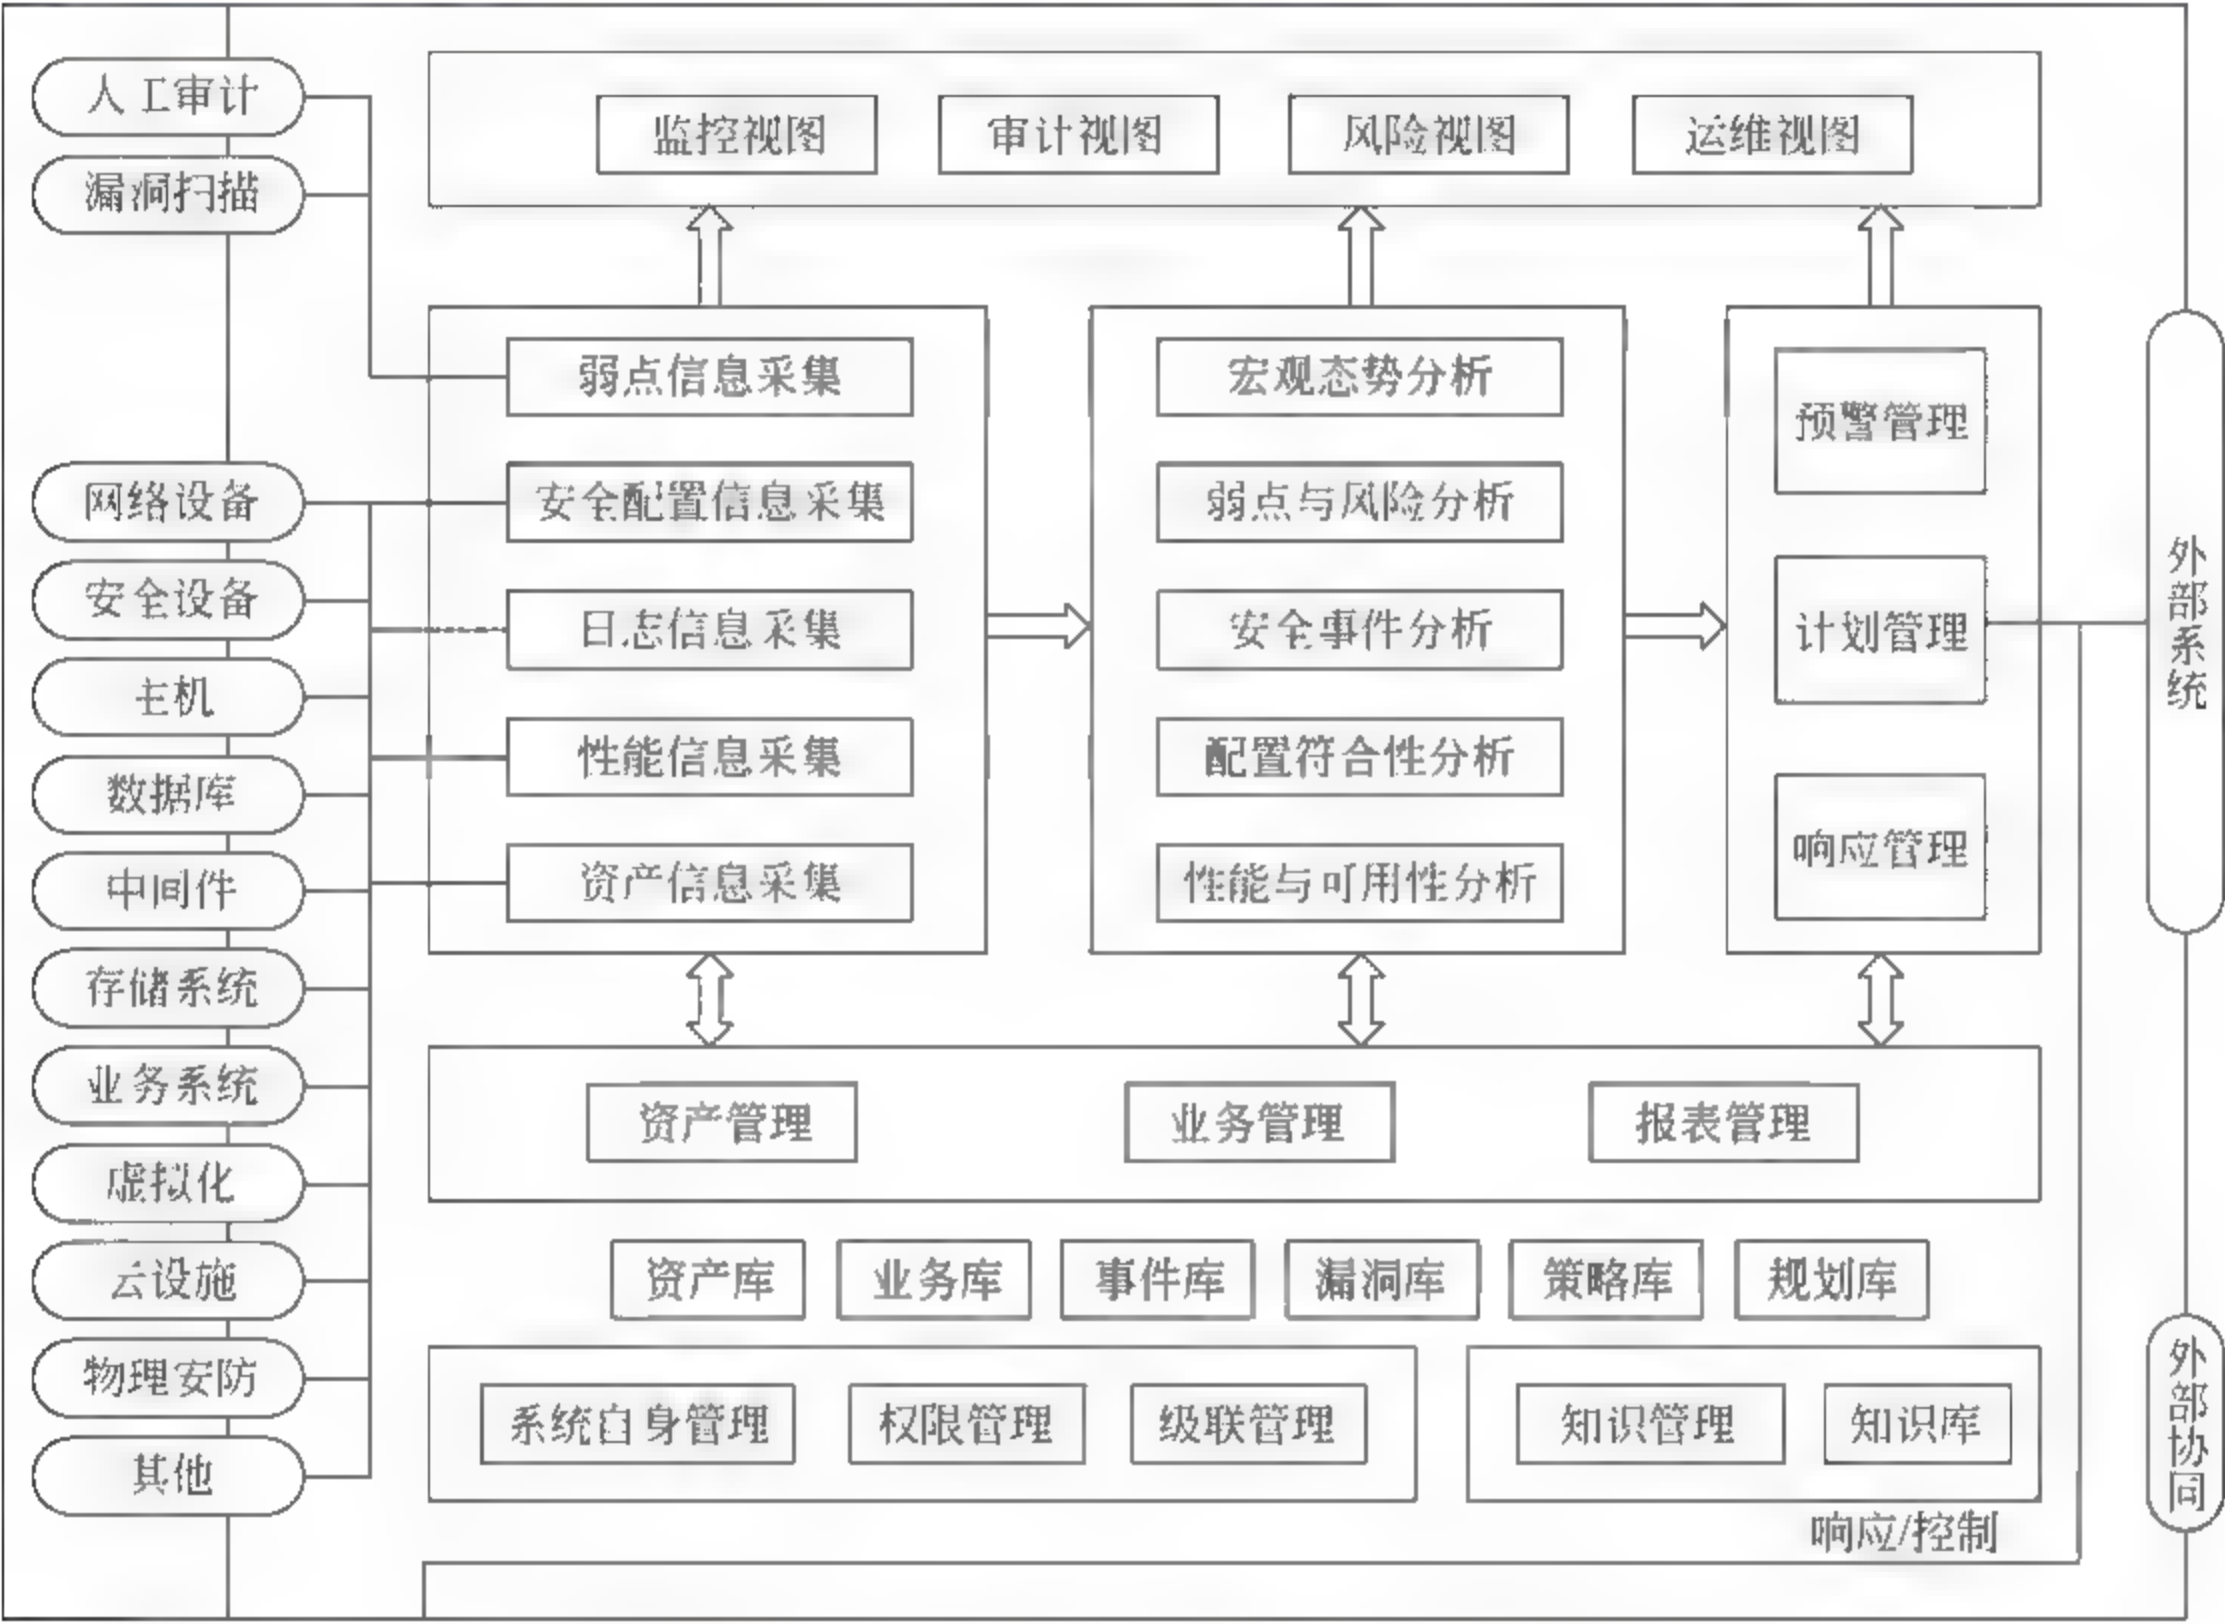 人工审计
漏洞扫描
网络设备
安全设备
主机
数据库
中间件
存储系统
业务系统
虚拟化
云设施
物理安防
其他
监控视图
审计视图
风险视图
运维视图
弱点信息采集
安全配置信息采集
日志信息采集
性能信息采集
资产信息采集
宏观态势分析
弱点与风险分析
安全事件分析
配置符合性分析
性能与可用性分析
预警管理
计划管理
响应管理
资产管理
业务管理
报表管理
资产库
业务库
事件库
漏洞库
策略库
规划库
系统自身管理
权限管理
级联管理
知识管理
知识库
响应/控制
外部系统
外部协同